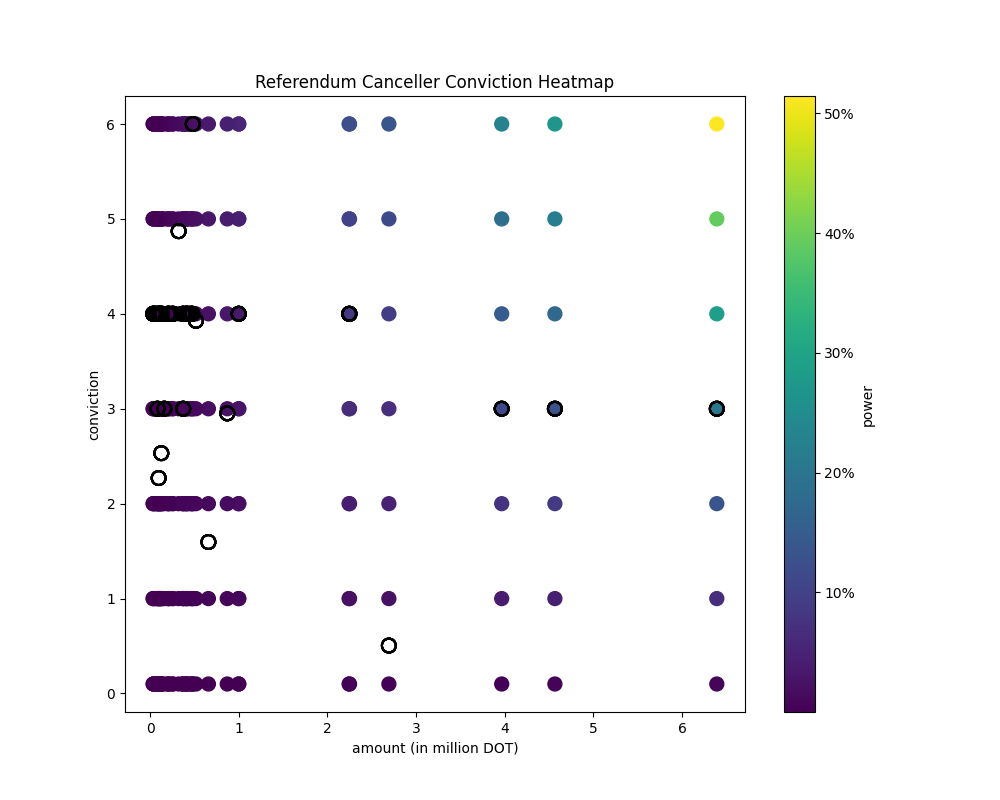 Referendum Canceller Conviction Heatmap
6
5
4
3
2
1
0
conviction
0 1 2 3 4 5 6
amount (in million DOT)
50%
40%
30%
20%
10%
power